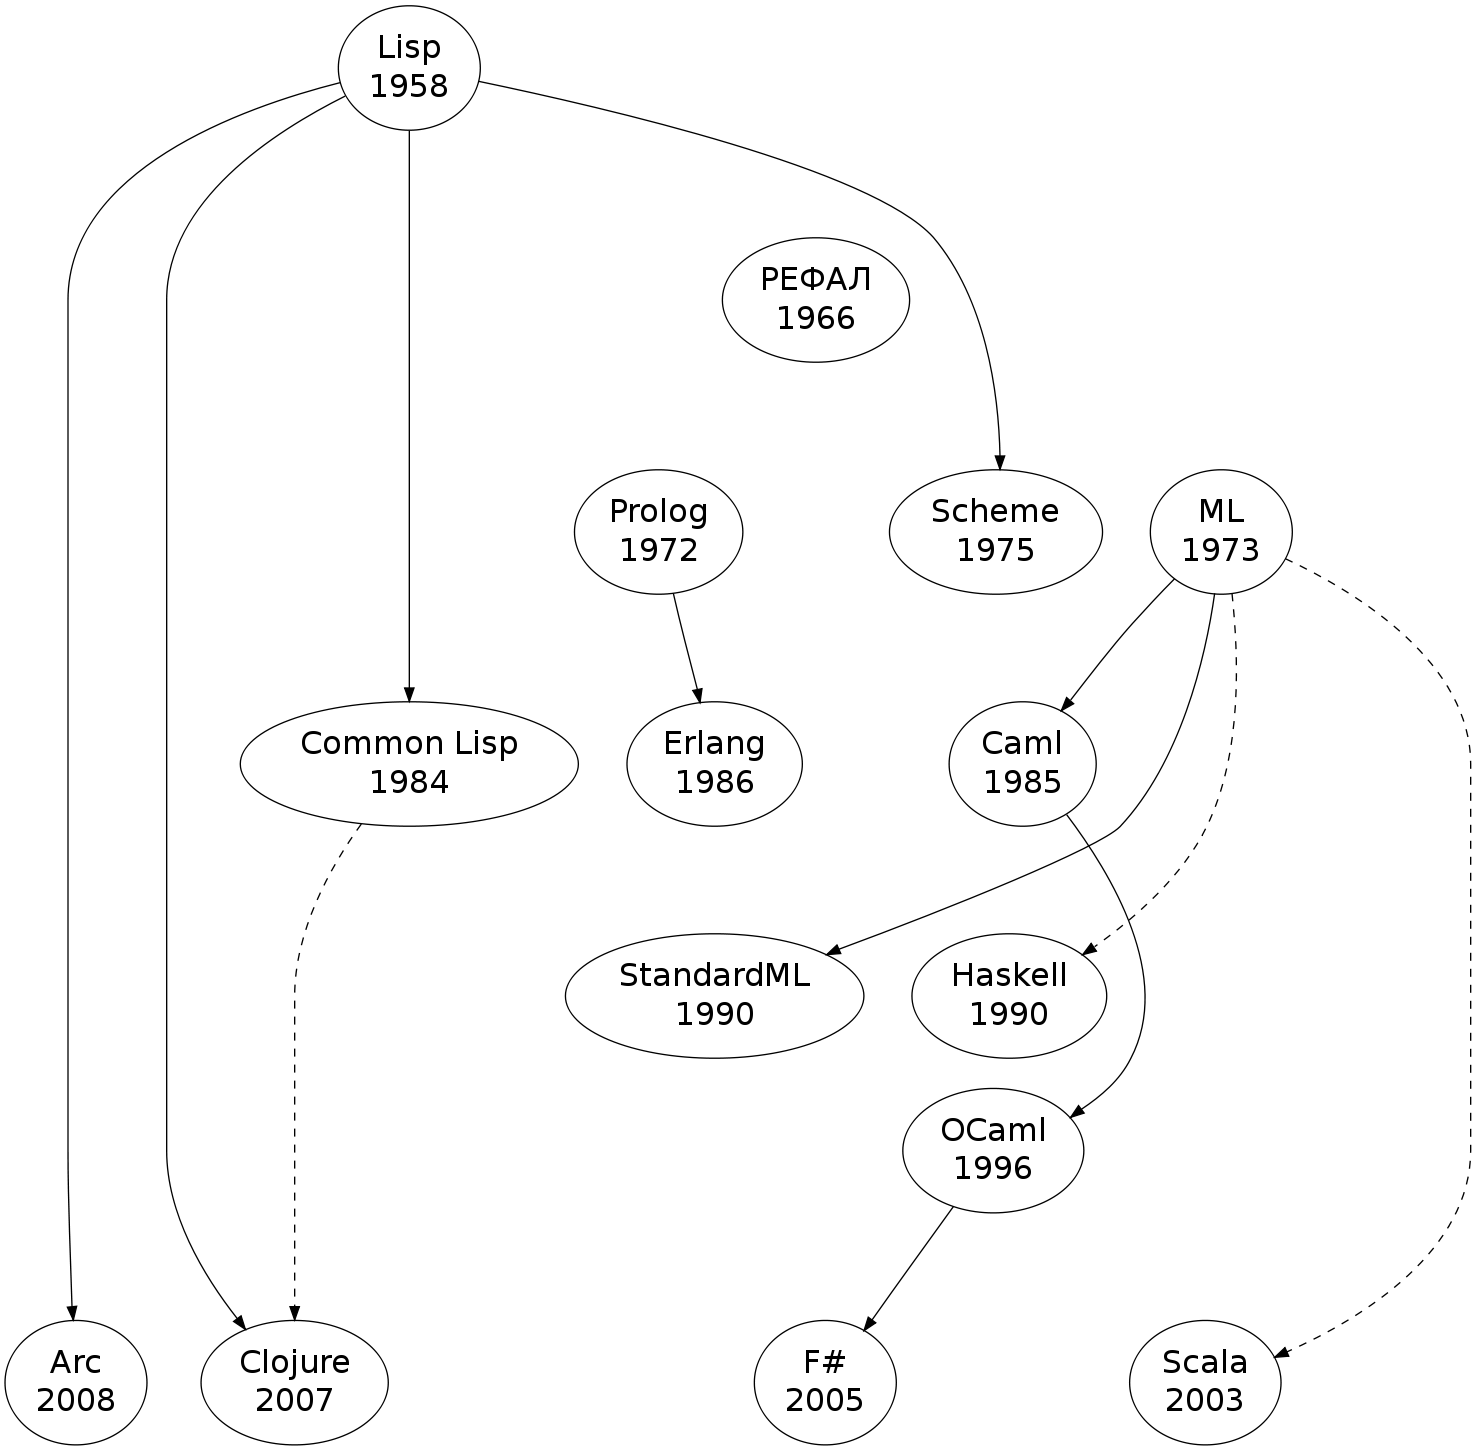 Lisp
1958
РЕФАЛ
1966
Prolog
1972
Scheme
1975
ML
1973
Common Lisp
1984
Erlang
1986
Caml
1985
StandardML
1990
Haskell
1990
OCaml
1996
Arc
2008
Clojure
2007
F#
2005
Scala
2003